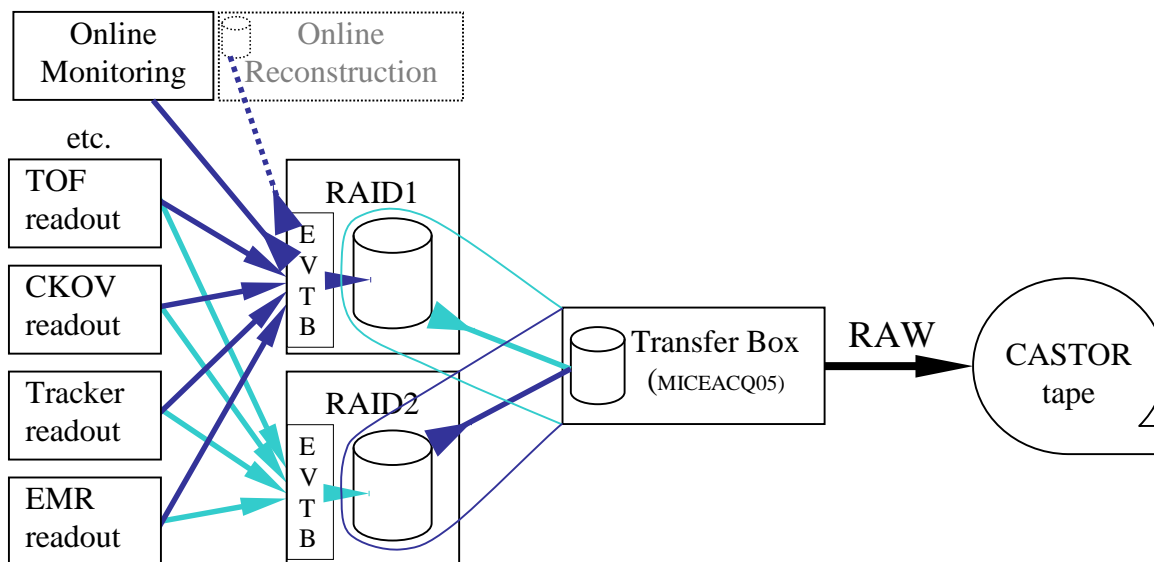 Online
Monitoring
Online
Reconstruction
etc.
TOF
readout
CKOV
readout
Tracker
readout
EMR
readout
RAID1
E
V
T
B
RAID2
E
V
T
B
Transfer Box
(MICEACQ05)
RAW
CASTOR
tape